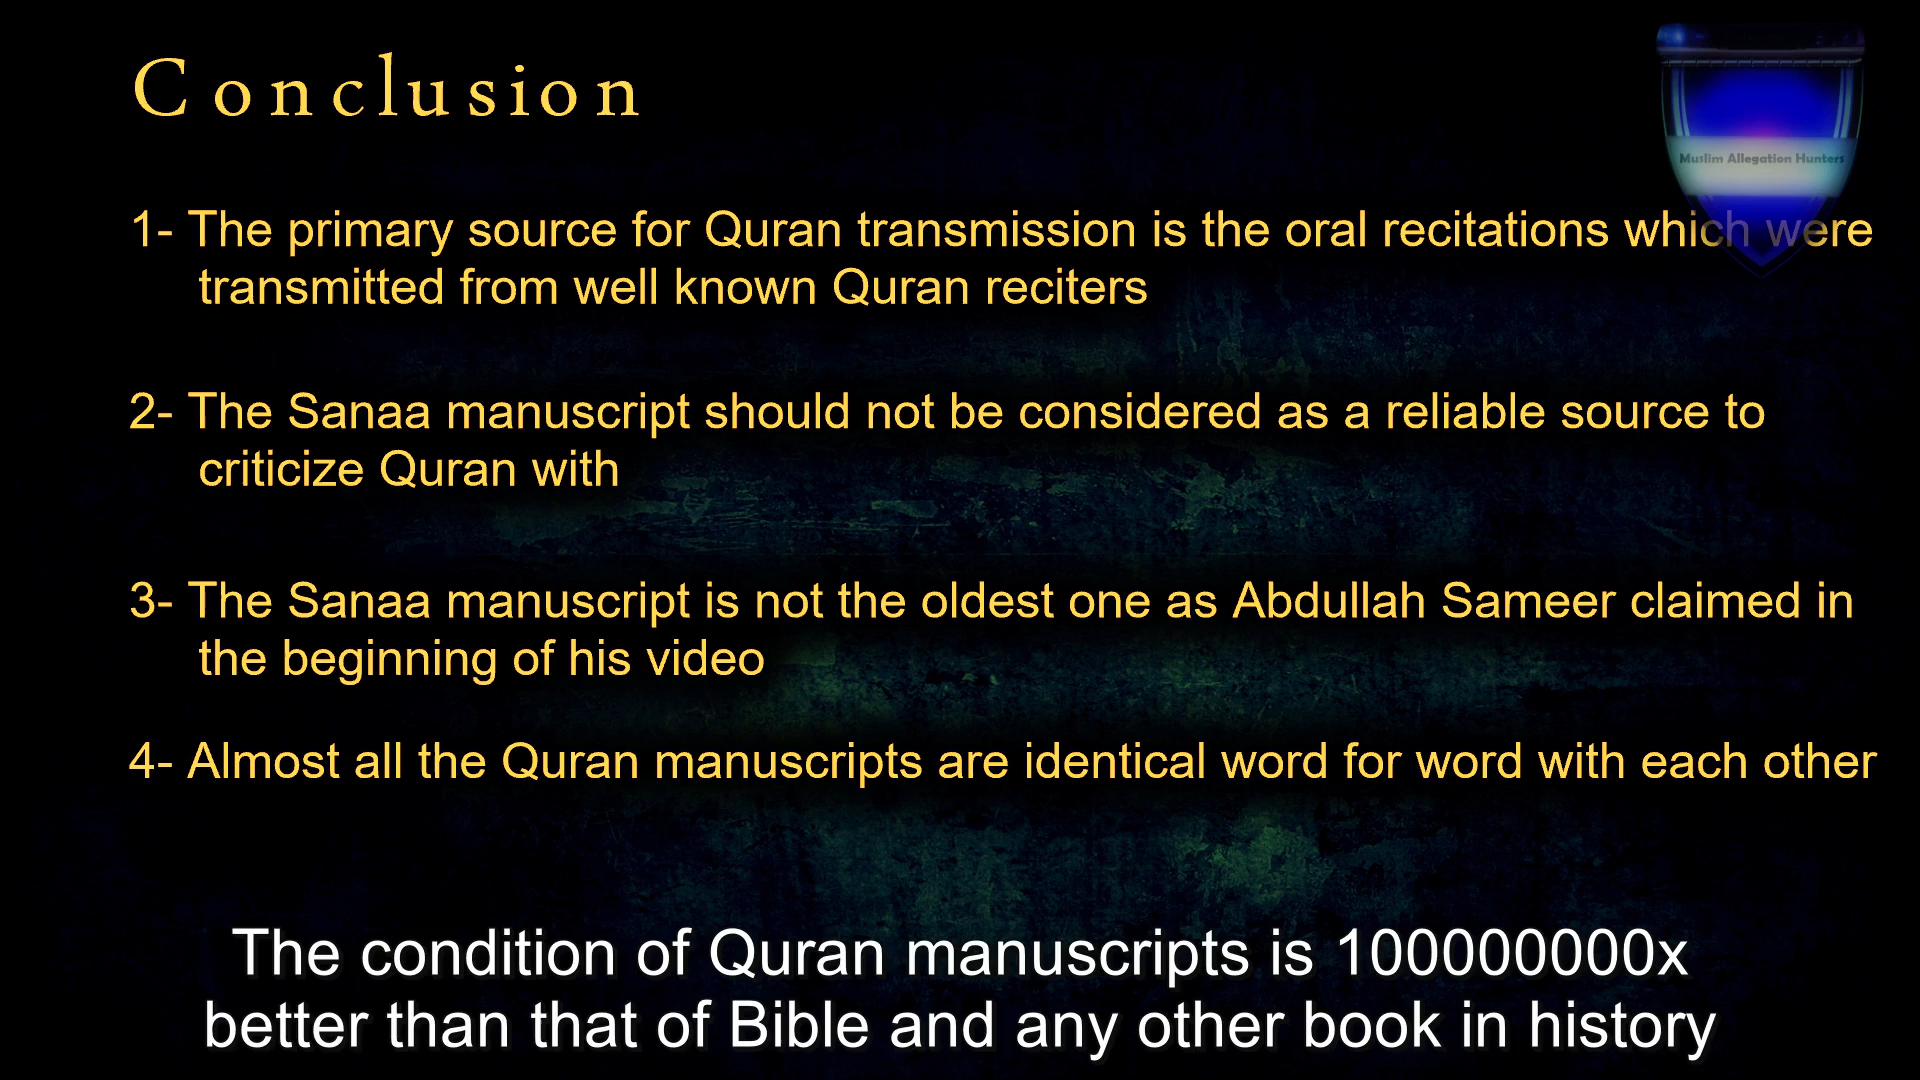 Conclusion
Muslim Allegation Hunters
1- The primary source for Quran transmission is the oral recitations which were
transmitted from well known Quran reciters
2- The Sanaa manuscript should not be considered as a reliable source to
criticize Quran with
3- The Sanaa manuscript is not the oldest one as Abdullah Sameer claimed in
the beginning of his video
4- Almost all the Quran manuscripts are identical word for word with each other
The condition of Quran manuscripts is 100000000x
better than that of Bible and any other book in history